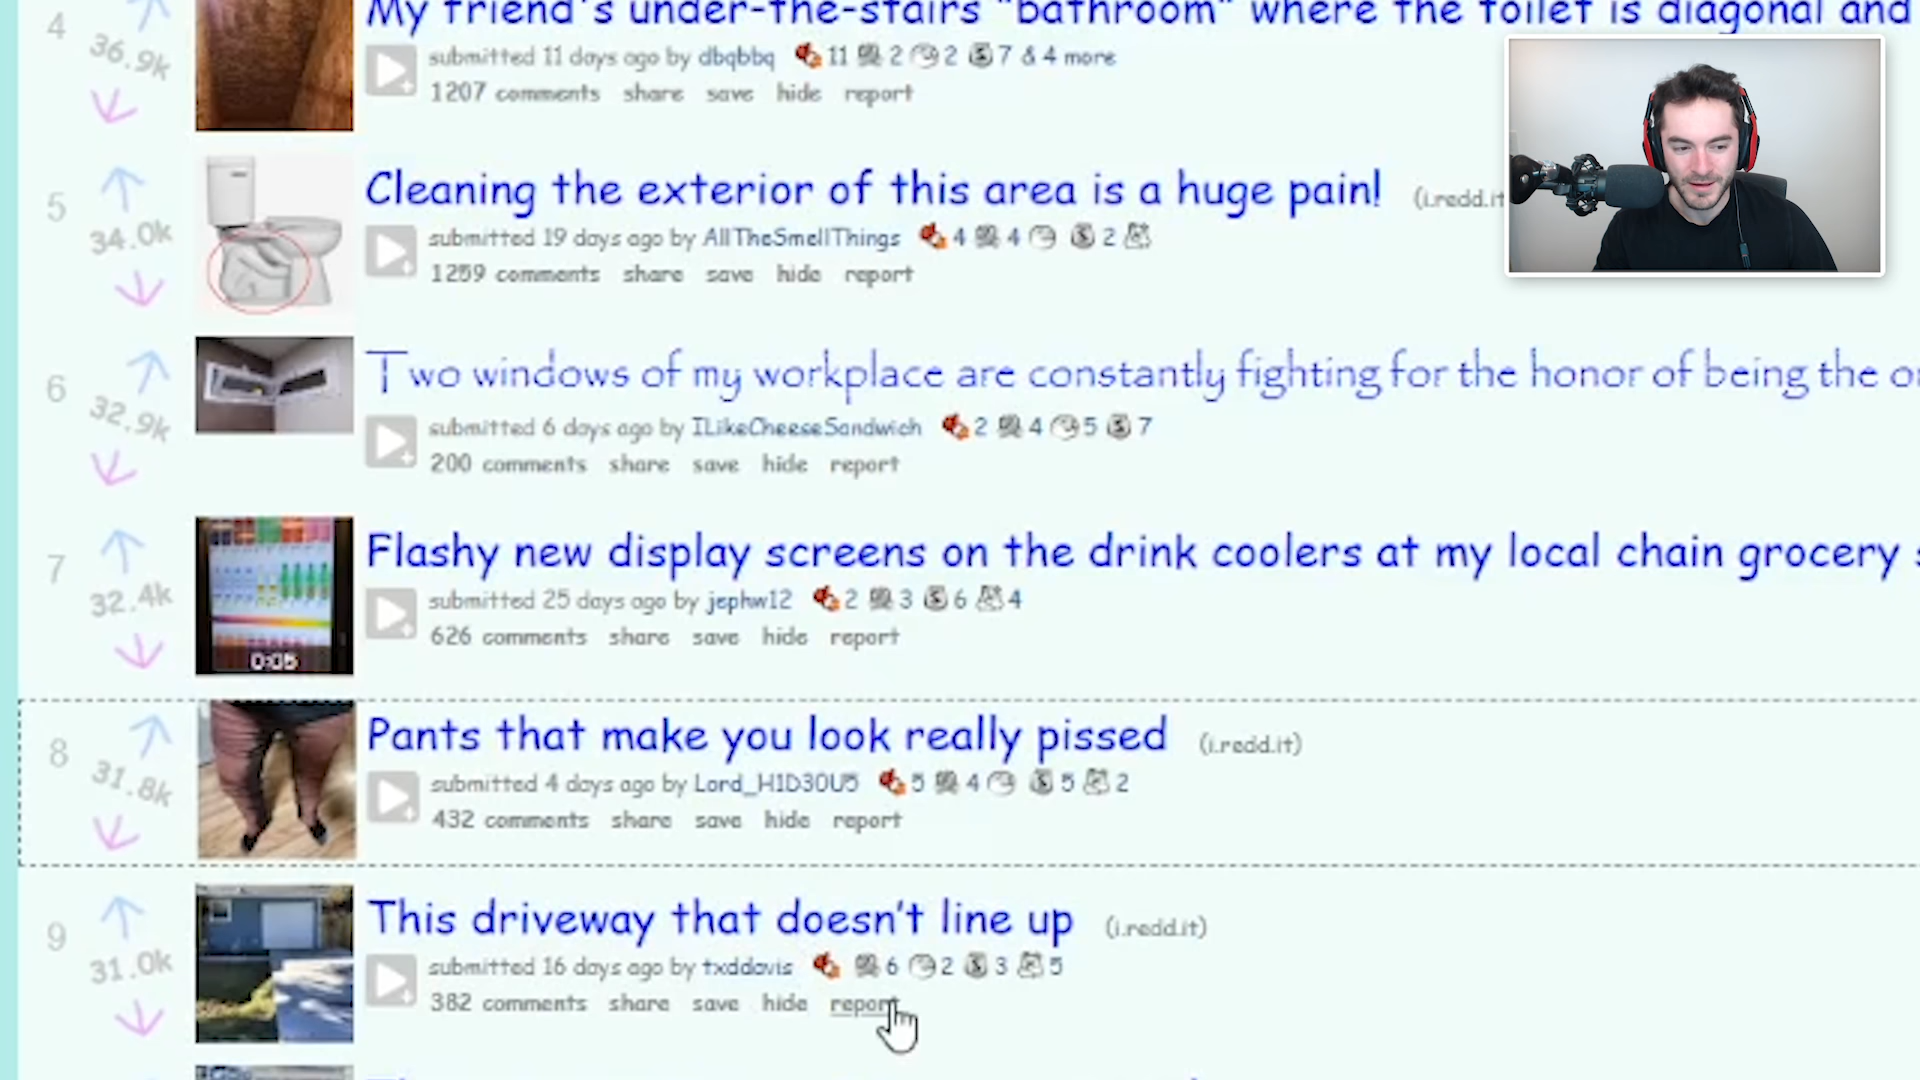 4
36.9k
My friend's under-the-stairs "bathroom" where the toilet is diagonal and
submitted 11 days ago by dbqbbq 11 2 2 7 & 4 more
1207 comments share save hide report
5
34.0k
Cleaning the exterior of this area is a huge pain! (i.redd.it
submitted 19 days ago by AllTheSmellThings 4 4 2
1259 comments share save hide report
6
32.9k
Two windows of my workplace are constantly fighting for the honor of being the
submitted 6 days ago by ILikeCheeseSandwich 2 4 5 7
200 comments share save hide report
7
32.4k
Flashy new display screens on the drink coolers at my local chain grocery
submitted 25 days ago by jephw12 2 3 6 4
626 comments share save hide report
0:05
8
31.8k
Pants that make you look really pissed (i.redd.it)
submitted 4 days ago by Lord_H1D30U5 5 4 5 2
432 comments share save hide report
9
31.0k
This driveway that doesn't line up (i.redd.it)
submitted 16 days ago by txddavis 6 2 3 5
382 comments share save hide report